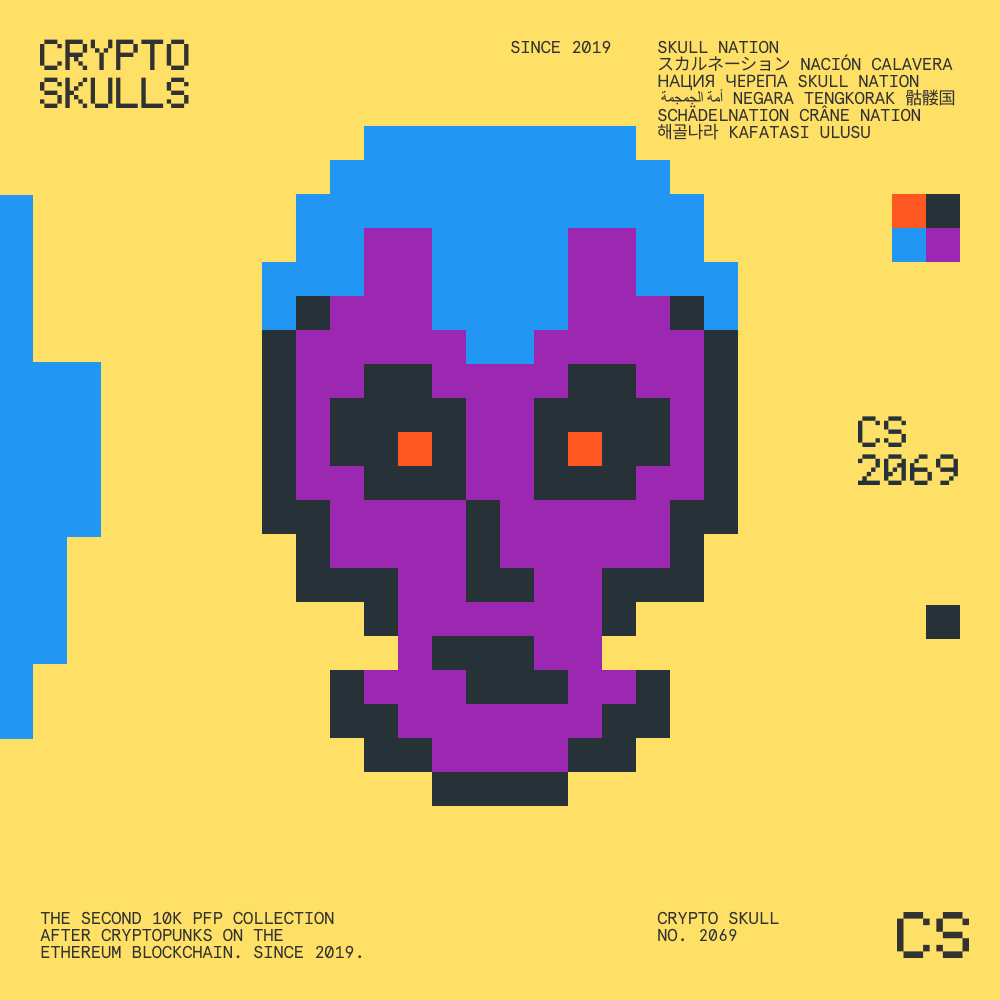 CRYPTO
SKULLS
SINCE 2019
SKULL NATION
スカルネーション NACIÓN CALAVERA
НАЦИЯ ЧЕРЕПА SKULL NATION
أمة الجمجمة NEGARA TENGKORAK 骷髅国
SCHÄDELNATION CRÂNE NATION
해골나라 KAFATASI ULUSU
CS
2069
THE SECOND 10K PFP COLLECTION
AFTER CRYPTOPUNKS ON THE
ETHEREUM BLOCKCHAIN. SINCE 2019.
CRYPTO SKULL
NO. 2069
CS